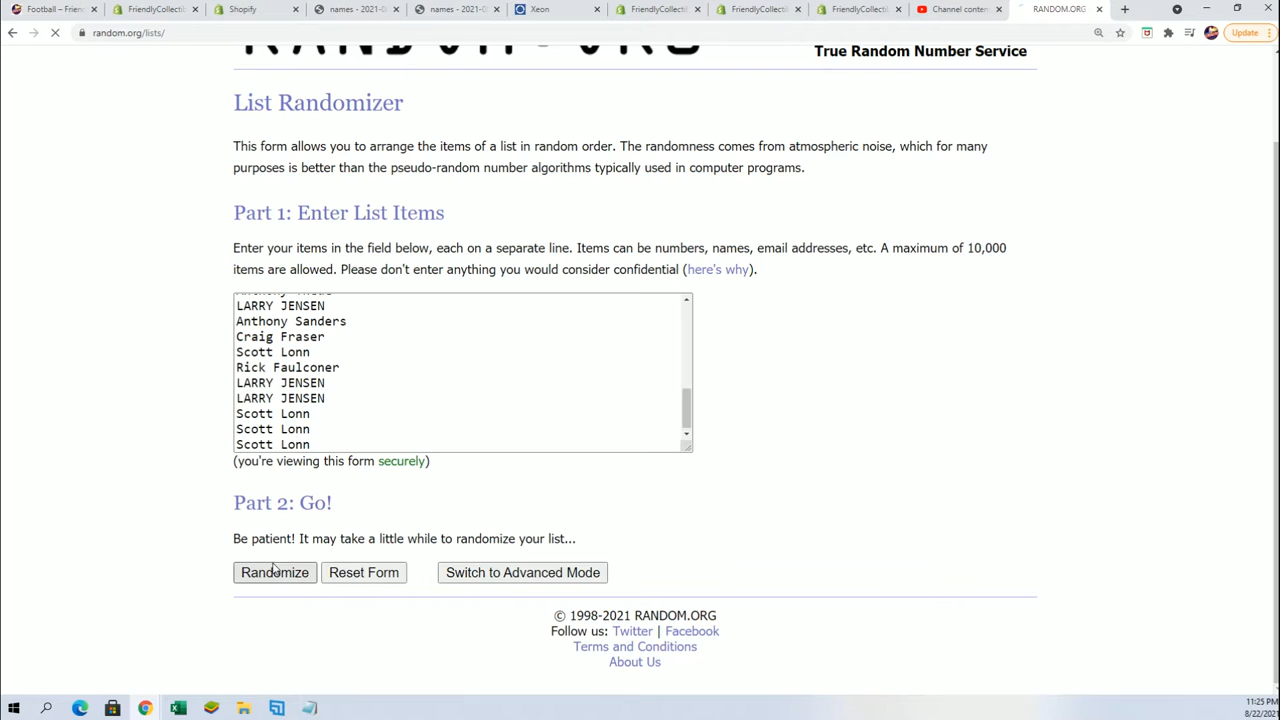 Football – Frien
Shopify
names - 2021-0
names - 2021-0
Xeon
FriendlyCollecti
FriendlyCollecti
FriendlyCollecti
Channel content
RANDOM.ORG
random.org/lists/
Update
RANDOM.ORG
True Random Number Service
List Randomizer
This form allows you to arrange the items of a list in random order. The randomness comes from atmospheric noise, which for many
purposes is better than the pseudo-random number algorithms typically used in computer programs.
Part 1: Enter List Items
Enter your items in the field below, each on a separate line. Items can be numbers, names, email addresses, etc. A maximum of 10,000
items are allowed. Please don't enter anything you would consider confidential (here's why).
LARRY JENSEN
Anthony Sanders
Craig Fraser
Scott Lonn
Rick Faulconer
LARRY JENSEN
LARRY JENSEN
Scott Lonn
Scott Lonn
Scott Lonn
(you're viewing this form securely)
Part 2: Go!
Be patient! It may take a little while to randomize your list...
Randomize
Reset Form
Switch to Advanced Mode
© 1998-2021 RANDOM.ORG
Follow us: Twitter | Facebook
Terms and Conditions
About Us
11:25 PM
8/22/2021